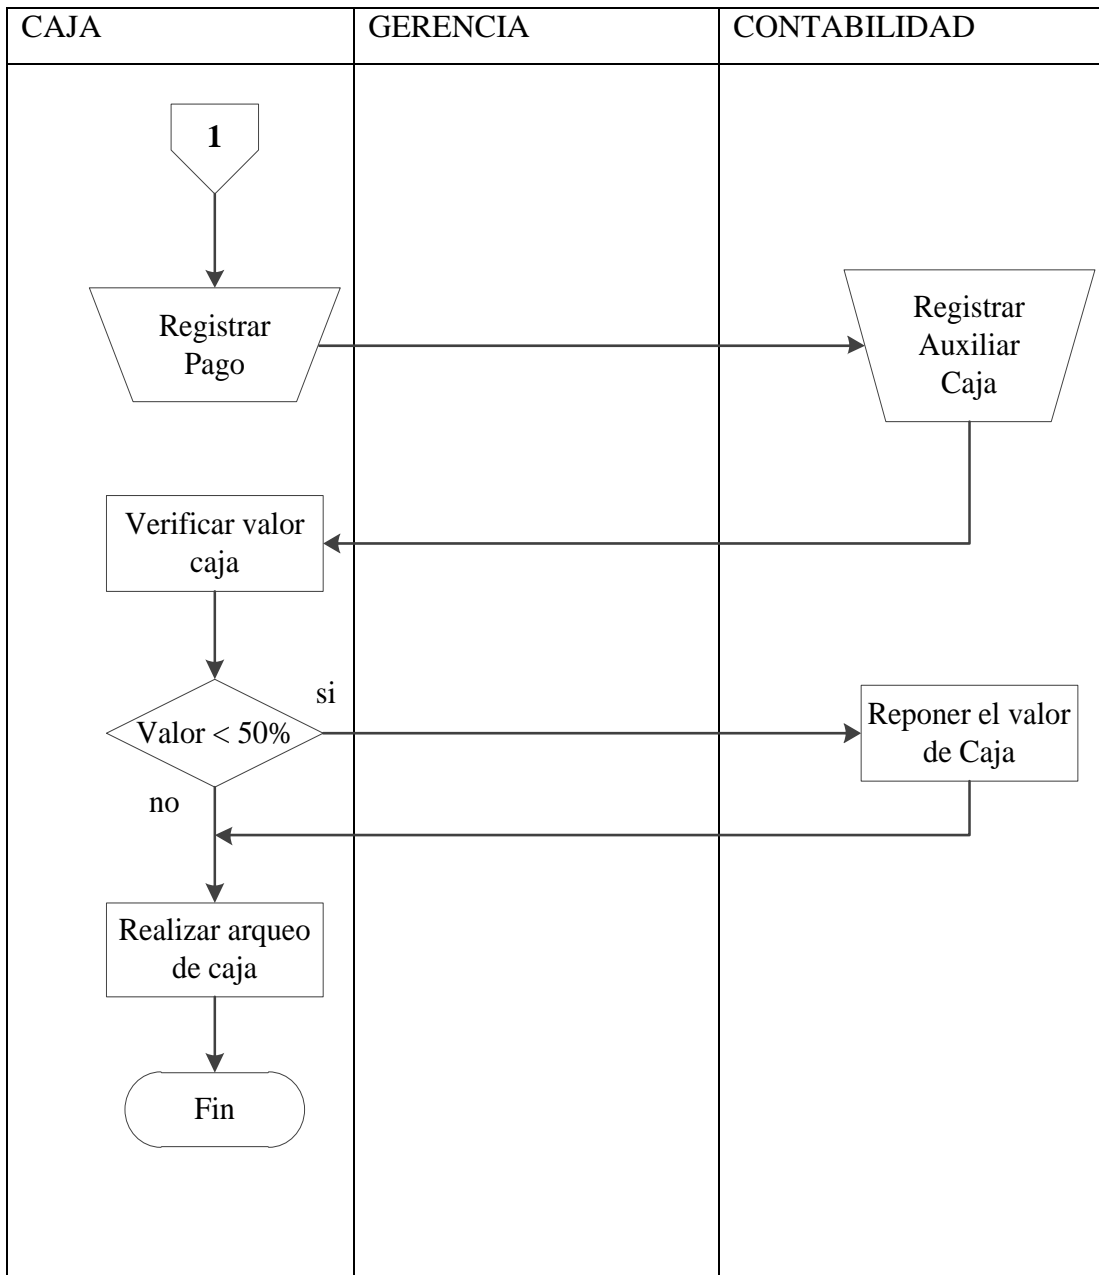 CAJA
GERENCIA
CONTABILIDAD
1
Registrar
Pago
Registrar
Auxiliar
Caja
Verificar valor
caja
si
Valor < 50%
Reponer el valor
de Caja
no
Realizar arqueo
de caja
Fin